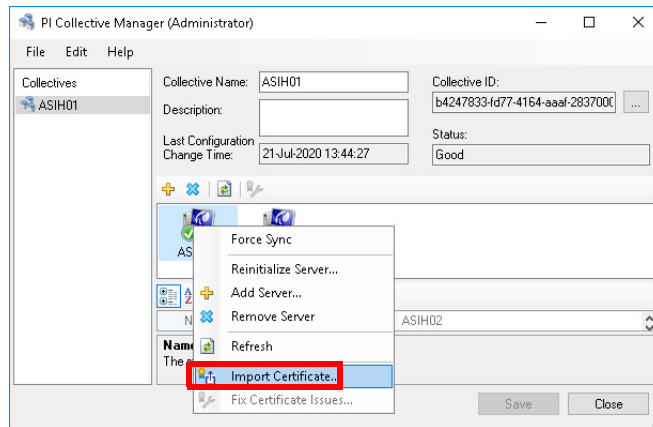 PI Collective Manager (Administrator)
File Edit Help
Collectives
ASIH01
Collective Name: ASIH01
Description:
Last Configuration
Change Time: 21-Jul-2020 13:44:27
Collective ID:
b4247833-fd77-4164-aaaf-2837000 ...
Status:
Good
AS
Force Sync
Reinitialize Server...
Add Server...
Remove Server
Refresh
Import Certificate...
Fix Certificate Issues...
N
ASIH02
Name
The
Save Close